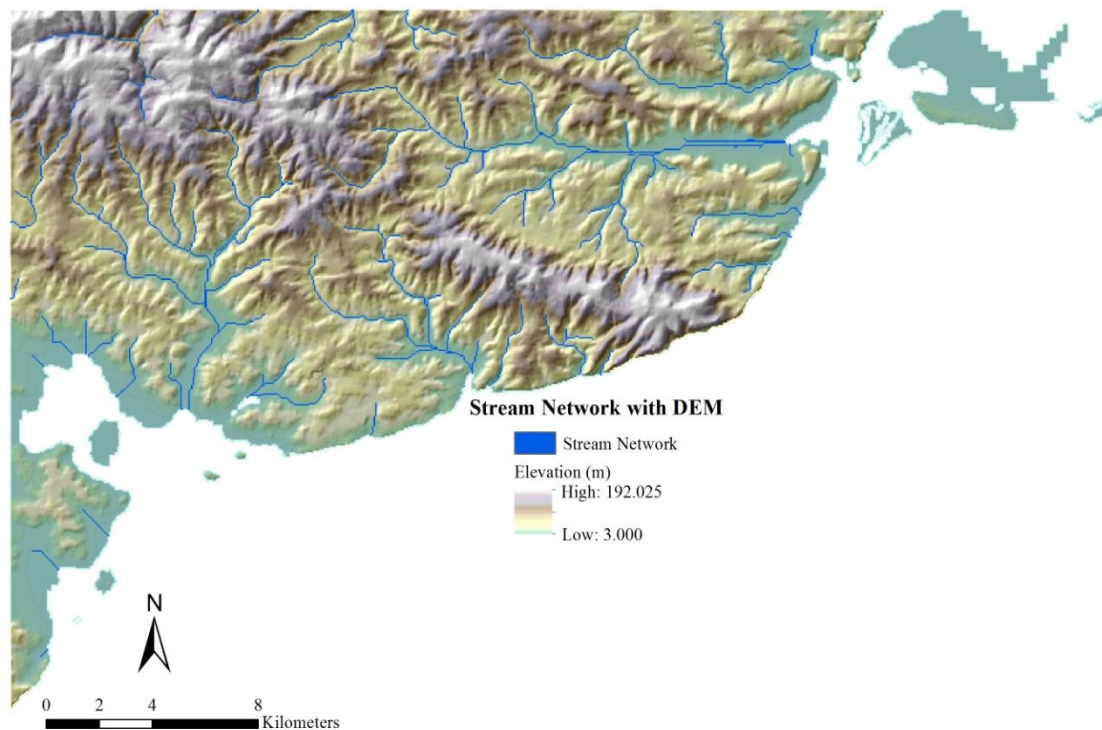 Stream Network with DEM
Stream Network
Elevation (m)
High: 192.025
Low: 3.000
N
0 2 4 8
Kilometers